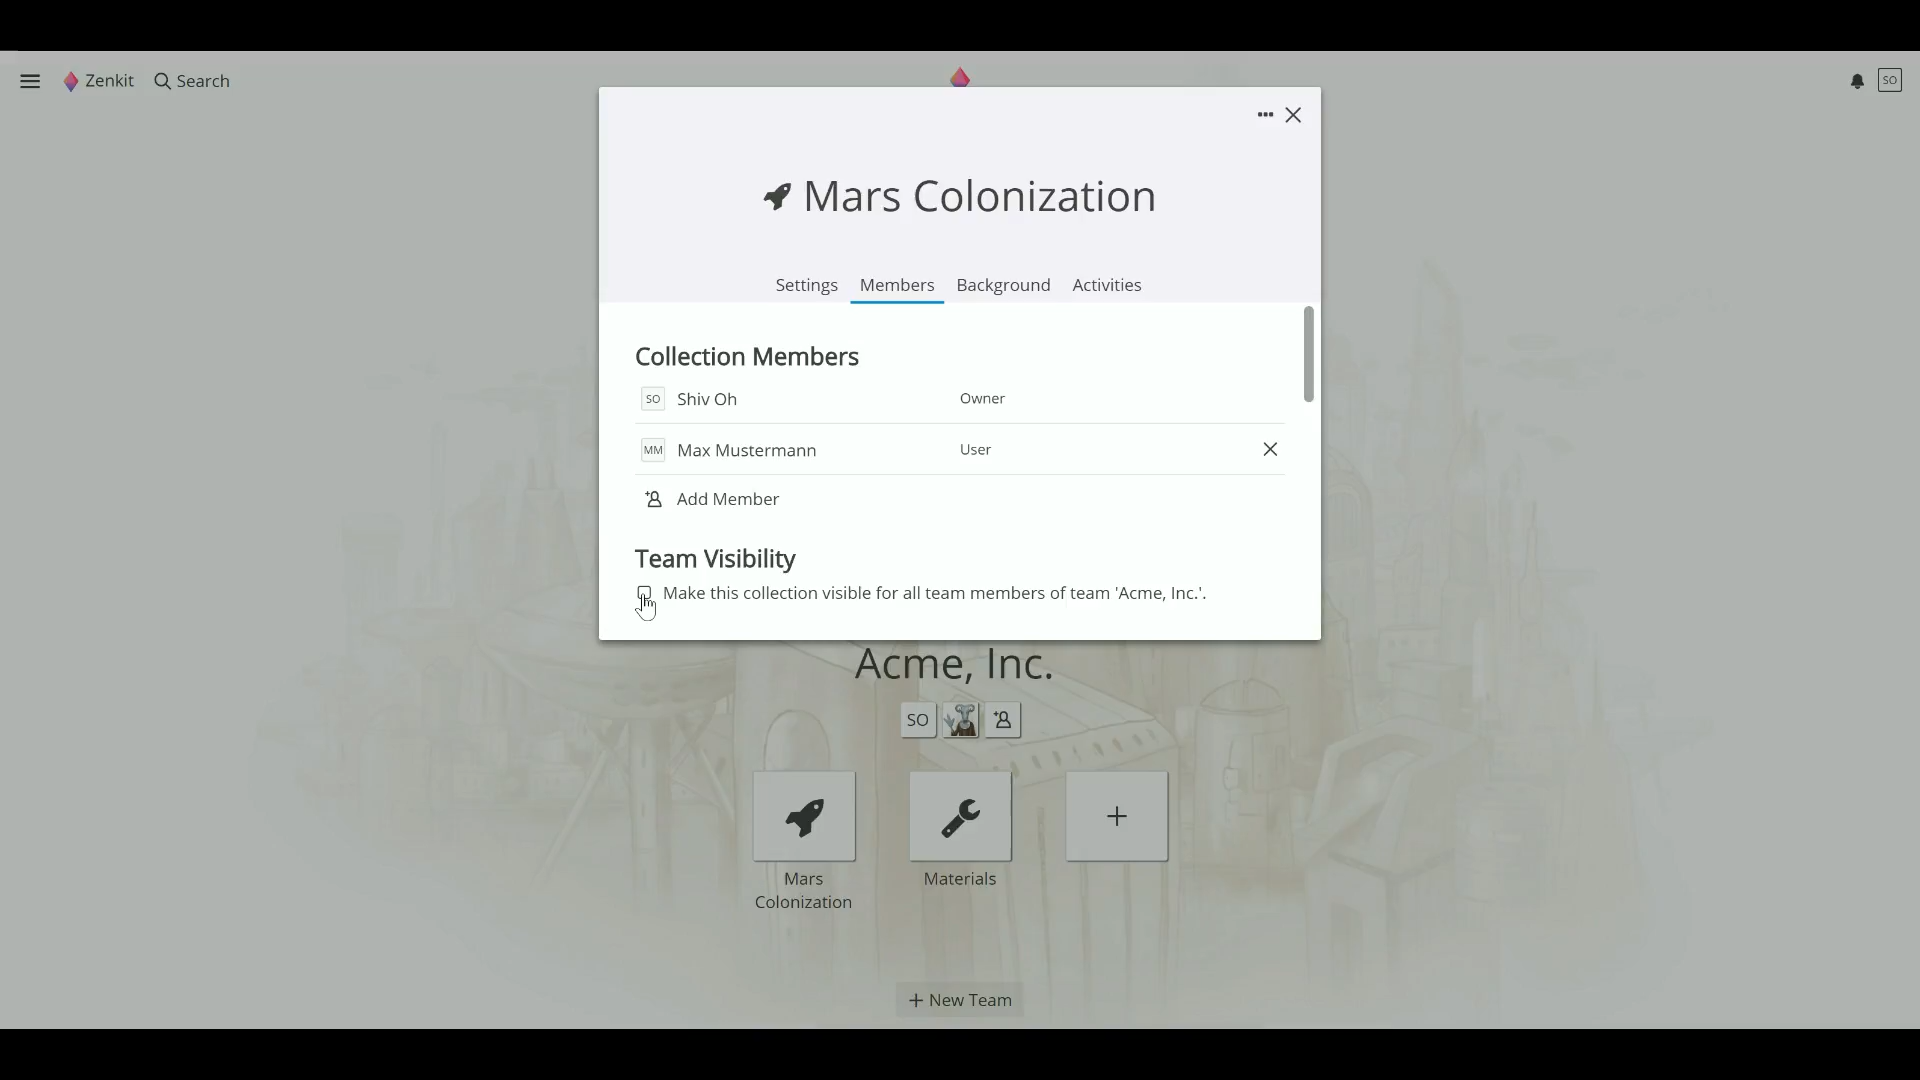 Zenkit Search SO
Mars Colonization
Settings Members Background Activities
Collection Members
SO Shiv Oh Owner
MM Max Mustermann User
Add Member
Team Visibility
Make this collection visible for all team members of team 'Acme, Inc.'.
Acme, Inc.
SO
Mars
Colonization
Materials
+ New Team